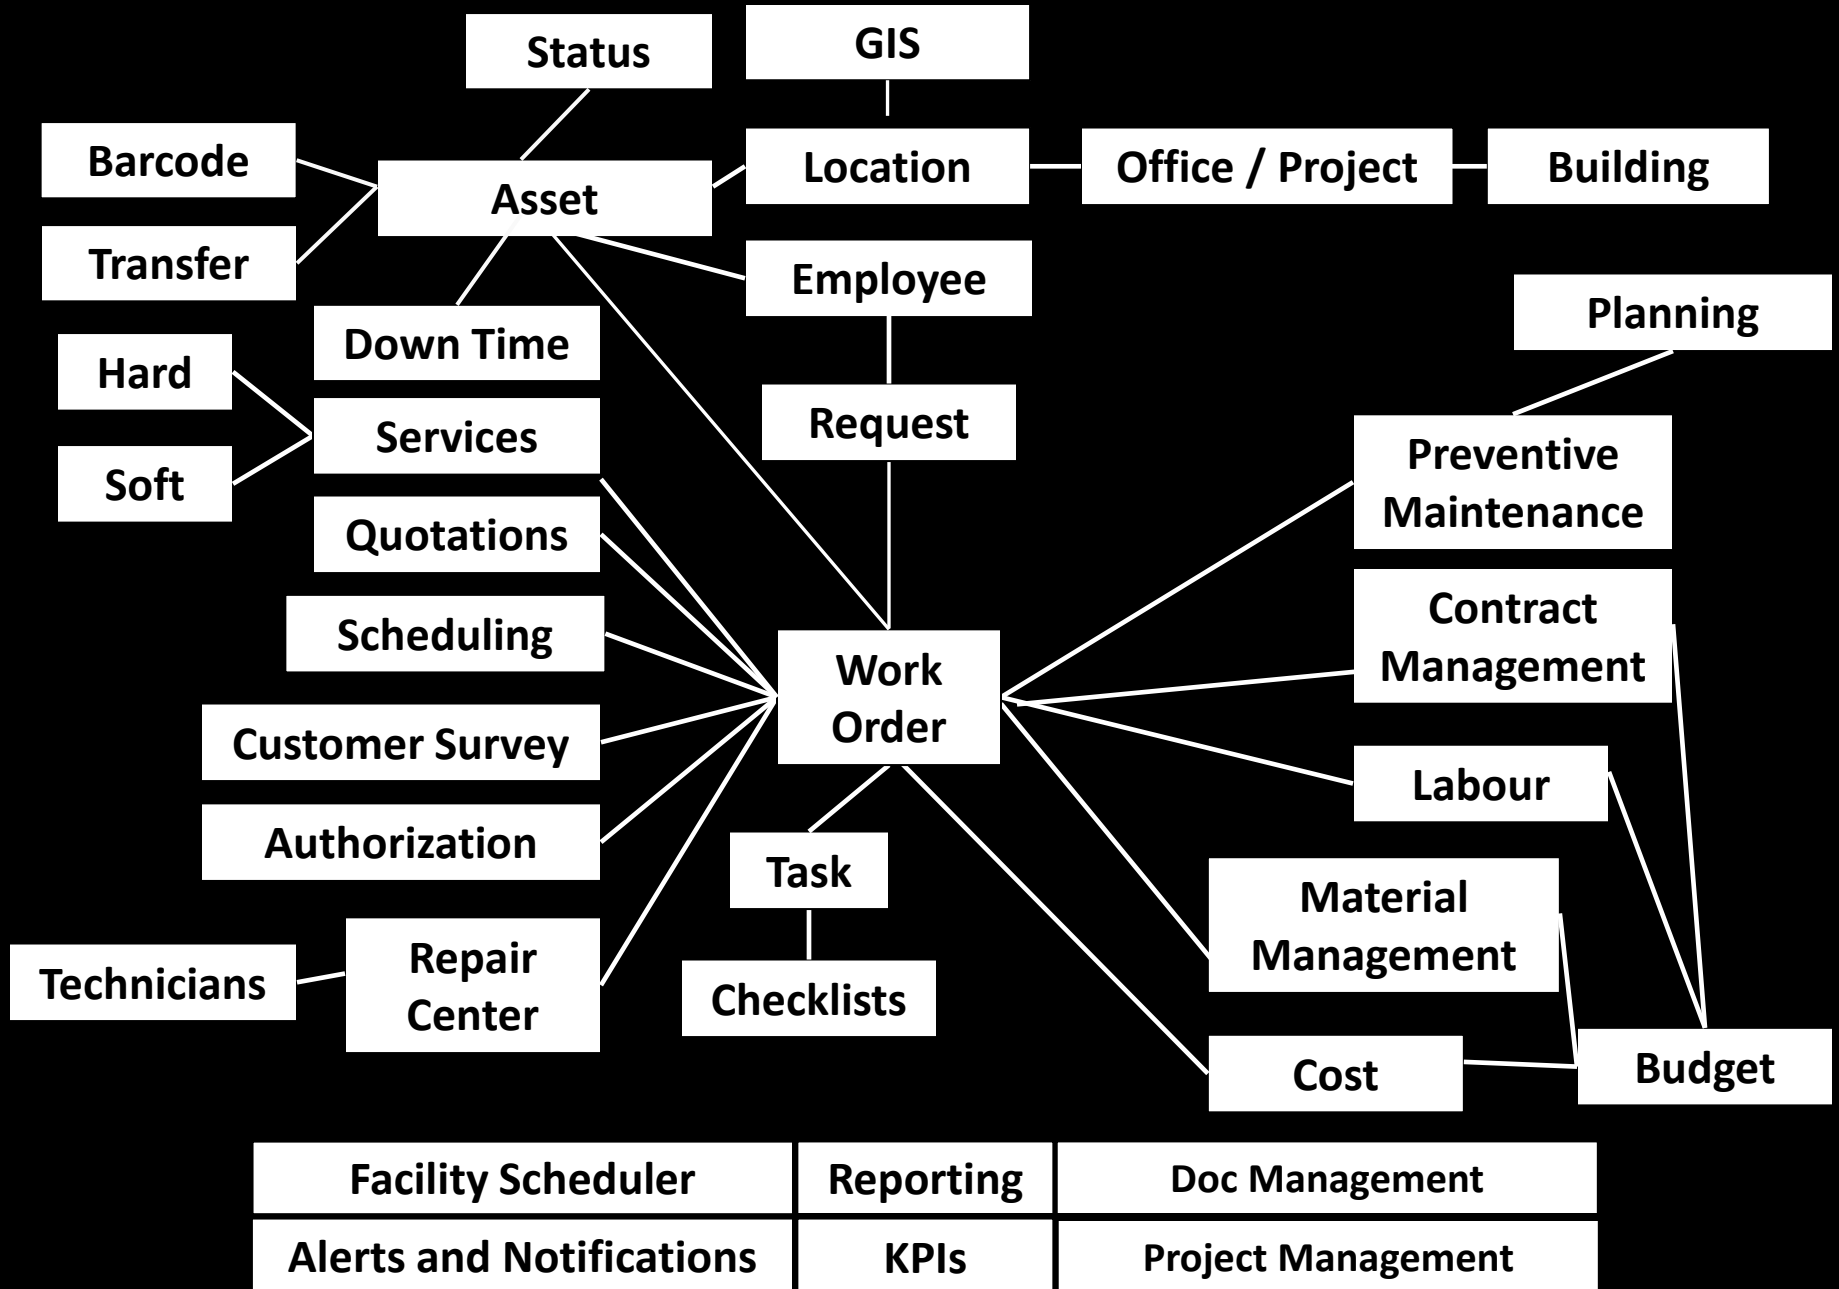 Status
GIS
Barcode
Asset
Location
Office / Project
Building
Transfer
Employee
Planning
Down Time
Hard
Request
Services
Preventive
Maintenance
Soft
Quotations
Scheduling
Contract
Management
Work
Order
Customer Survey
Labour
Authorization
Task
Material
Management
Technicians
Repair
Center
Checklists
Cost
Budget
Facility Scheduler
Reporting
Doc Management
Alerts and Notifications
KPIs
Project Management